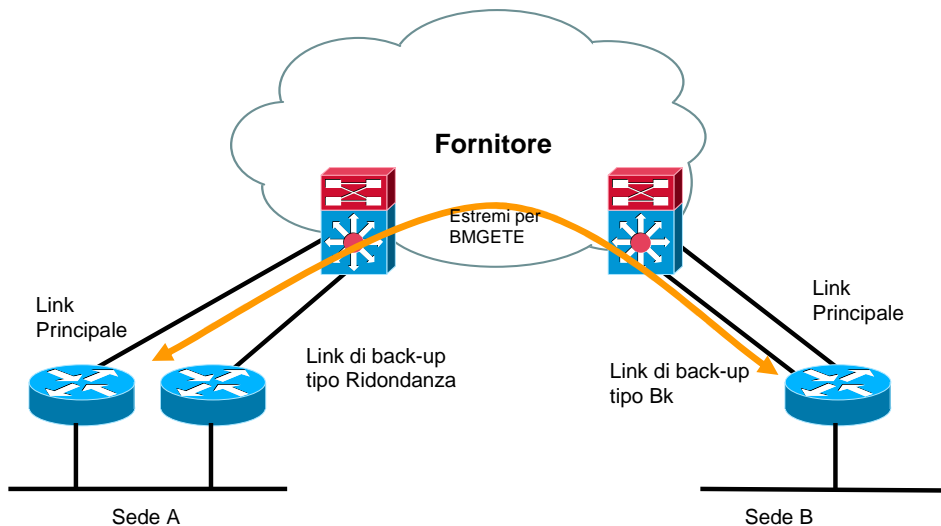 Fornitore
Estremi per
BMGETE
Link
Principale
Link
Principale
Link di back-up
tipo Ridondanza
Link di back-up
tipo Bk
Sede A
Sede B